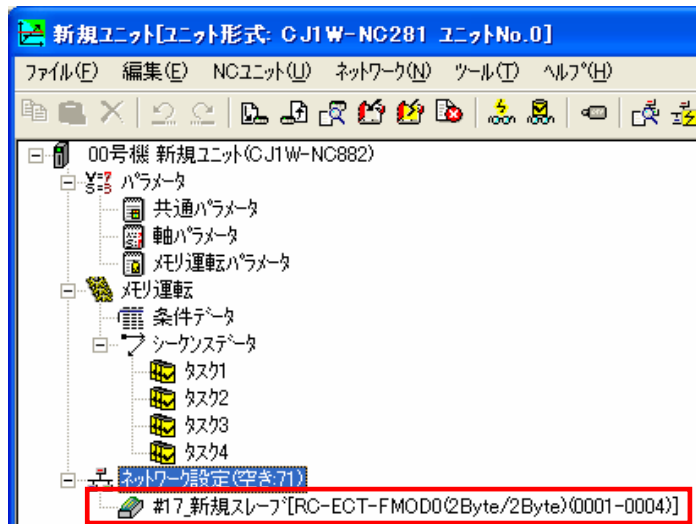 新規ユニット[ユニット形式: CJ1W-NC281 ユニットNo.0]
ファイル(F) 編集(E) NCユニット(U) ネットワーク(N) ツール(T) ヘルプ(H)
00号機 新規ユニット(CJ1W-NC882)
パラメータ
共通パラメータ
軸パラメータ
メモリ運転パラメータ
メモリ運転
条件データ
シーケンスデータ
タスク1
タスク2
タスク3
タスク4
ネットワーク設定(空き:71)
#17_新規スレーブ[RC-ECT-FMOD0(2Byte/2Byte)(0001-0004)]